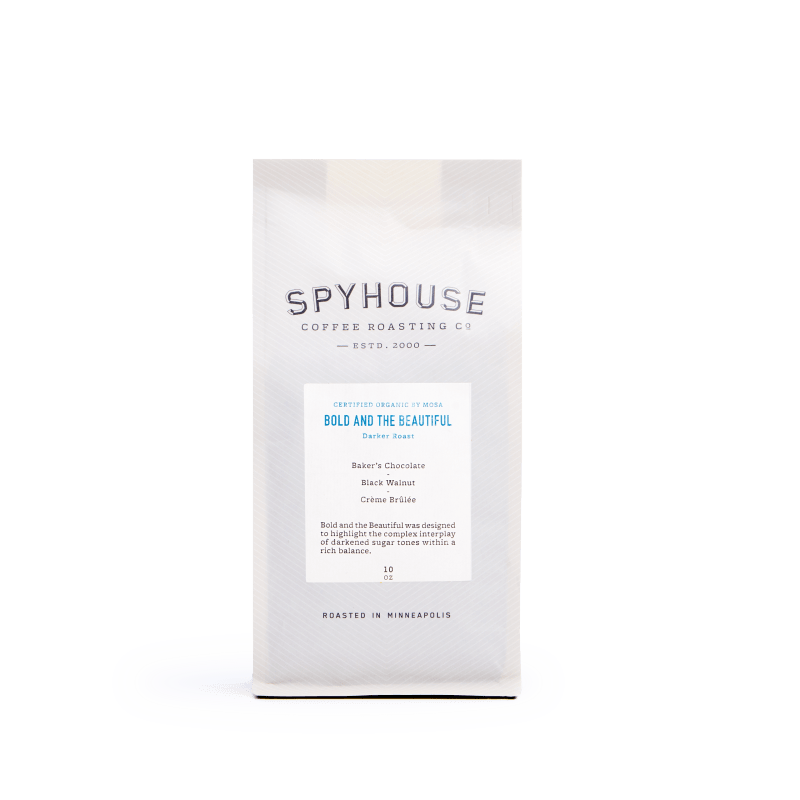 SPYHOUSE
COFFEE ROASTING Cº
— ESTD. 2000 —
CERTIFIED ORGANIC BY MOSA
BOLD AND THE BEAUTIFUL
Darker Roast
Baker's Chocolate
-
Black Walnut
-
Crème Brûlée
Bold and the Beautiful was designed
to highlight the complex interplay
of darkened sugar tones within a
rich balance.
10
OZ
ROASTED IN MINNEAPOLIS